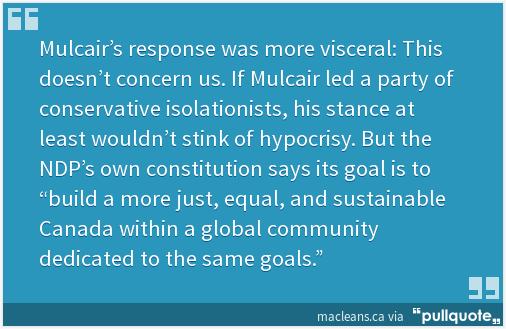 Mulcair’s response was more visceral: This
doesn’t concern us. If Mulcair led a party of
conservative isolationists, his stance at
least wouldn’t stink of hypocrisy. But the
NDP’s own constitution says its goal is to
“build a more just, equal, and sustainable
Canada within a global community
dedicated to the same goals.”
macleans.ca via “pullquote„